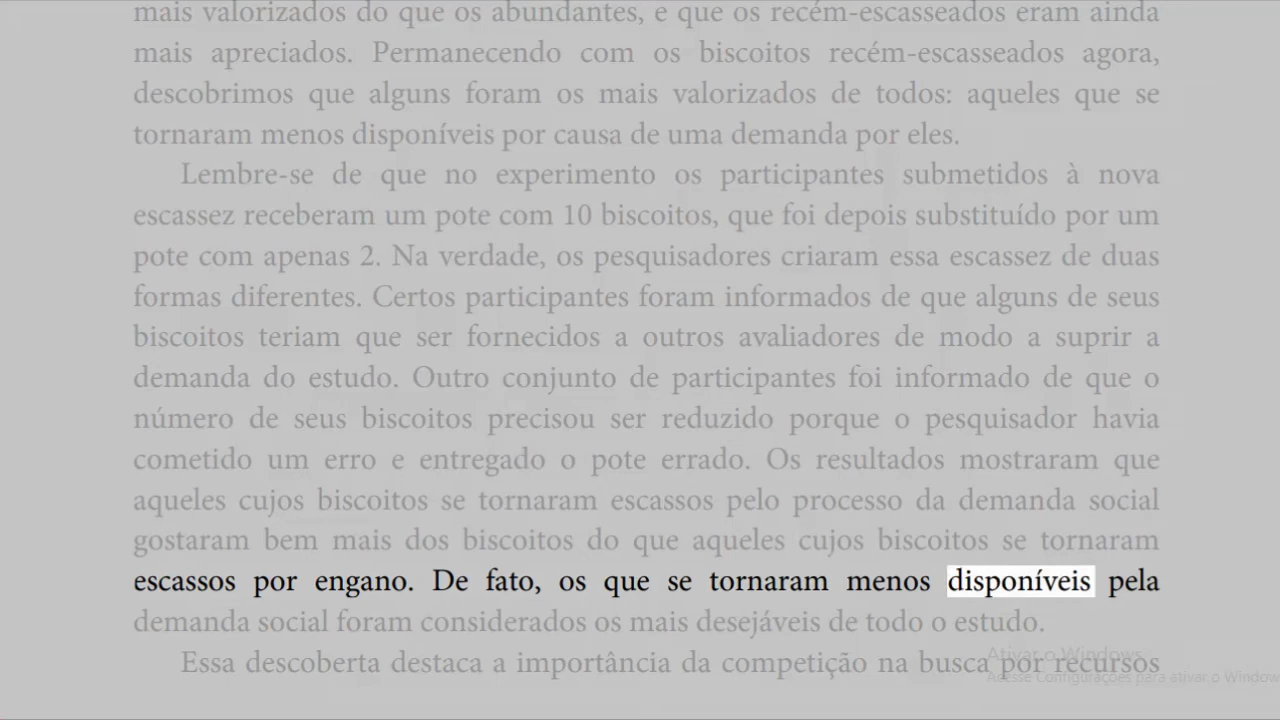 mais valorizados do que os abundantes, e que os recém-escasseados eram ainda
mais apreciados. Permanecendo com os biscoitos recém-escasseados agora,
descobrimos que alguns foram os mais valorizados de todos: aqueles que se
tornaram menos disponíveis por causa de uma demanda por eles.
Lembre-se de que no experimento os participantes submetidos à nova
escassez receberam um pote com 10 biscoitos, que foi depois substituído por um
pote com apenas 2. Na verdade, os pesquisadores criaram essa escassez de duas
formas diferentes. Certos participantes foram informados de que alguns de seus
biscoitos teriam que ser fornecidos a outros avaliadores de modo a suprir a
demanda do estudo. Outro conjunto de participantes foi informado de que o
número de seus biscoitos precisou ser reduzido porque o pesquisador havia
cometido um erro e entregado o pote errado. Os resultados mostraram que
aqueles cujos biscoitos se tornaram escassos pelo processo da demanda social
gostaram bem mais dos biscoitos do que aqueles cujos biscoitos se tornaram
escassos por engano. De fato, os que se tornaram menos disponíveis pela
demanda social foram considerados os mais desejáveis de todo o estudo.
Essa descoberta destaca a importância da competição na busca por recursos
Ativar o Windows
Acesse Configurações para ativar o Window